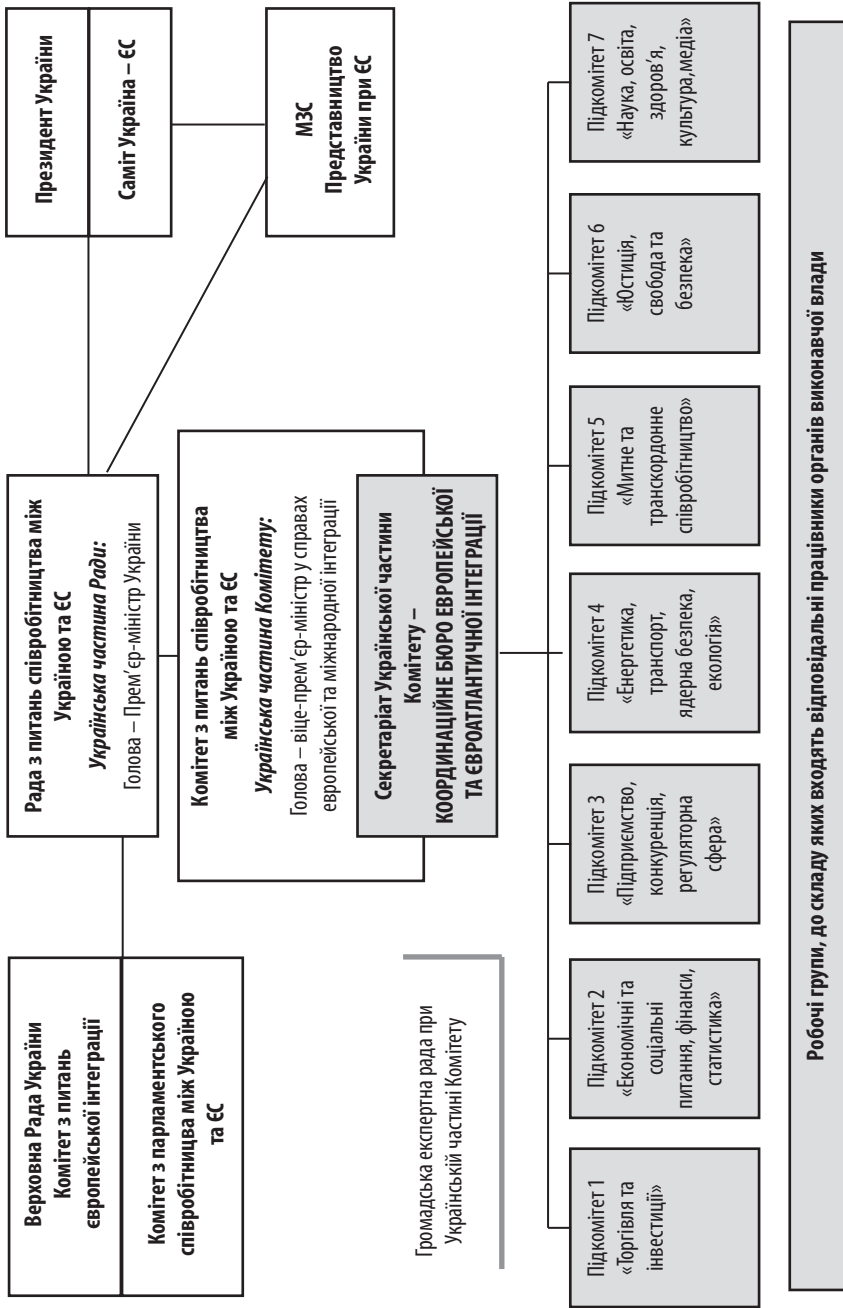 Верховна Рада України
Комітет з питань
європейської інтеграції
Комітет з парламентського
співробітницва між Україною
та ЄС
Рада з питань співробітництва між
Україною та ЄС
Українська частина Ради:
Голова – Прем’єр-міністр України
Президент України
Саміт Україна – ЄС
МЗС
Представництво
України при ЄС
Комітет з питань співробітництва
між Україною та ЄС
Українська частина Комітету:
Голова – віце-прем’єр-міністр у справах
європейської та міжнародної інтеграції
Секретаріат Української частини
Комітету –
КООРДИНАЦІЙНЕ БЮРО ЕВРОПЕЙСЬКОЇ
ТА ЄВРОАТЛАНТИЧНОЇ ІНТЕГРАЦІЇ
Громадська експертна рада при
Українській частині Комітету
Підкомітет 1
«Торгівля та
інвестиції»
Підкомітет 2
«Економічні та
соціальні
питання, фінанси,
статистика»
Підкомітет 3
«Підприємство,
конкуренція,
регуляторна
сфера»
Підкомітет 4
«Енергетика,
транспорт,
ядерна безпека,
екологія»
Підкомітет 5
«Митне та
транскордонне
співробітництво»
Підкомітет 6
«Юстиція,
свобода та
безпека»
Підкомітет 7
«Наука, освіта,
здоров’я,
культура,медіа»
Робочі групи, до складу яких входять відповідальні працівники органів виконавчої влади